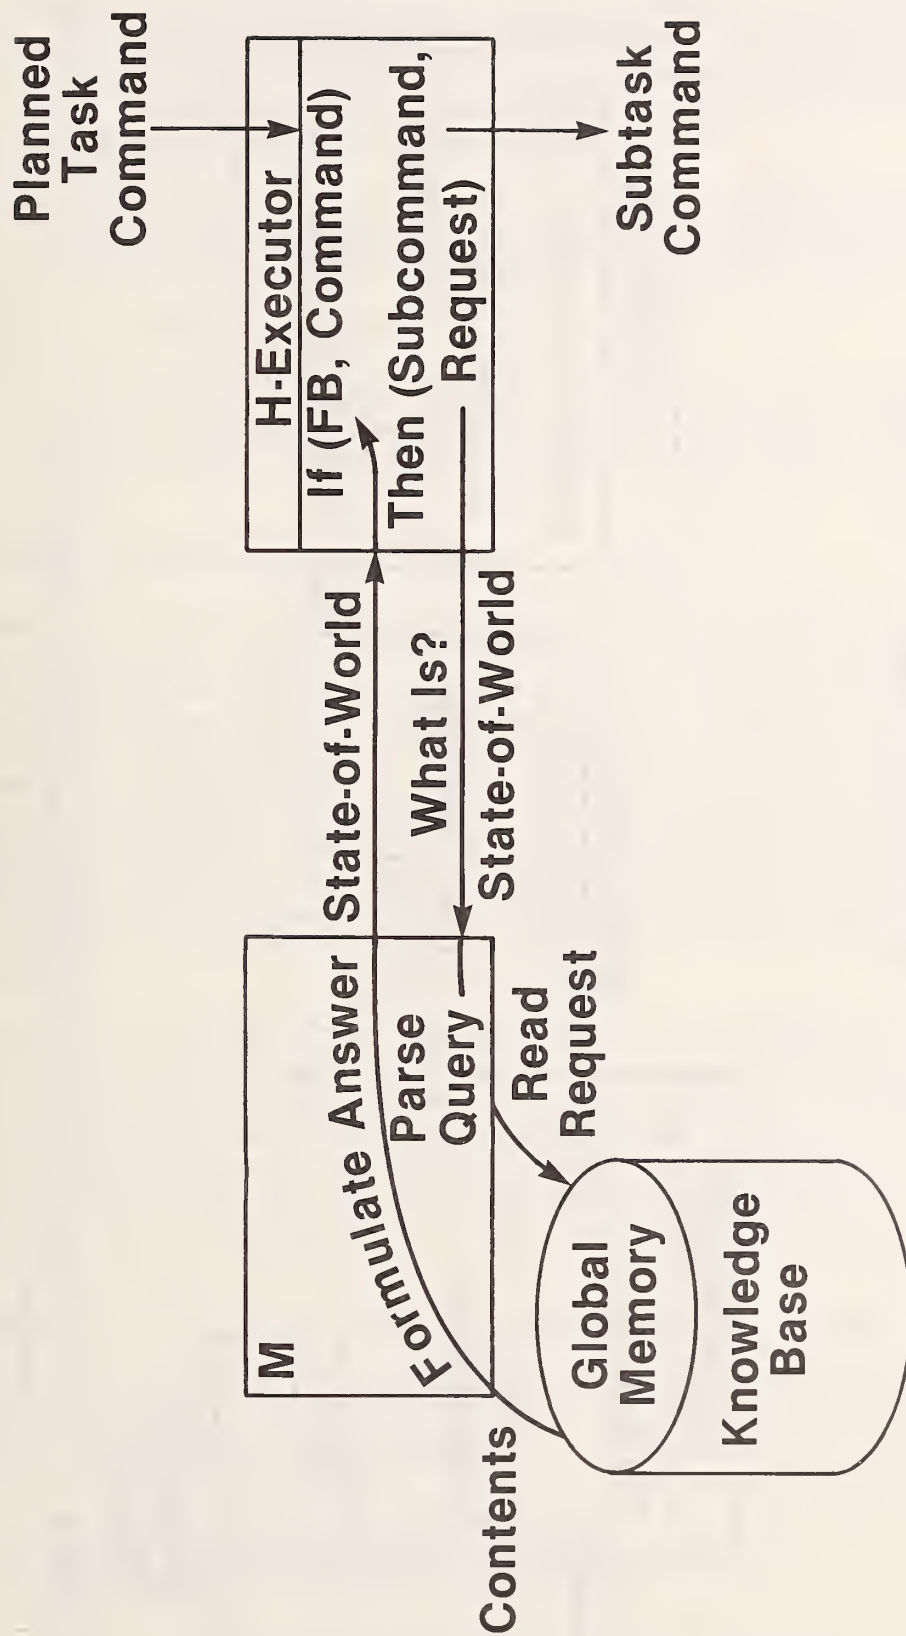 M
Formulate Answer
Parse
Query
State-of-World
What Is?
State-of-World
Read
Request
Contents
Global
Memory
Knowledge
Base
Planned
Task
Command
H-Executor
If (FB, Command)
Then (Subcommand,
Request)
Subtask
Command